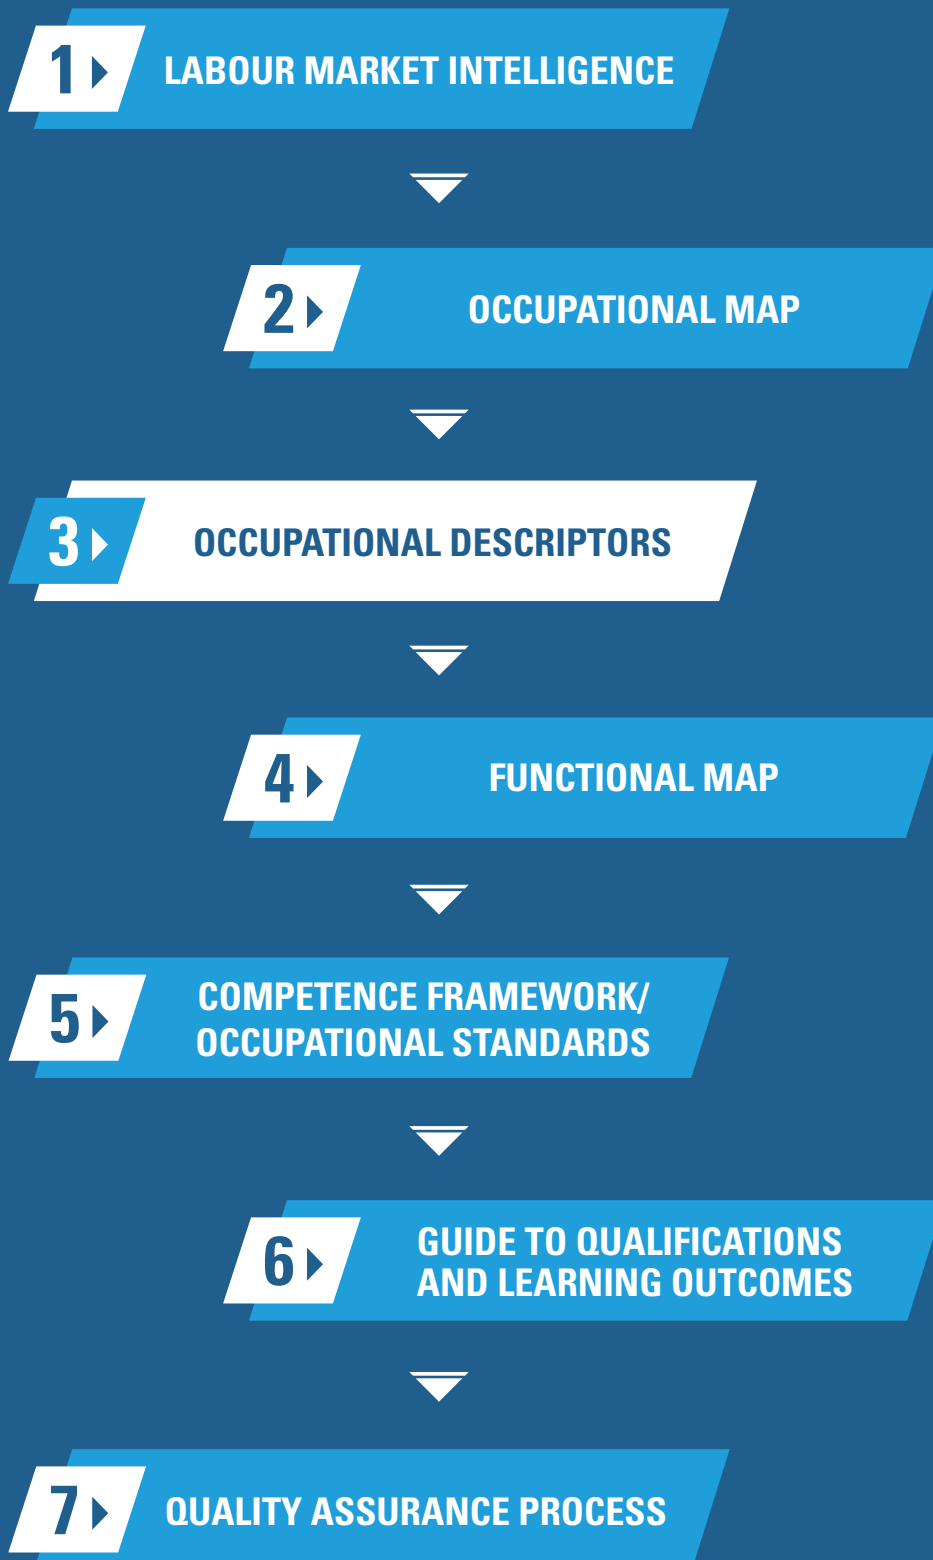 1
LABOUR MARKET INTELLIGENCE
2
OCCUPATIONAL MAP
3
OCCUPATIONAL DESCRIPTORS
4
FUNCTIONAL MAP
5
COMPETENCE FRAMEWORK/
OCCUPATIONAL STANDARDS
6
GUIDE TO QUALIFICATIONS
AND LEARNING OUTCOMES
7
QUALITY ASSURANCE PROCESS